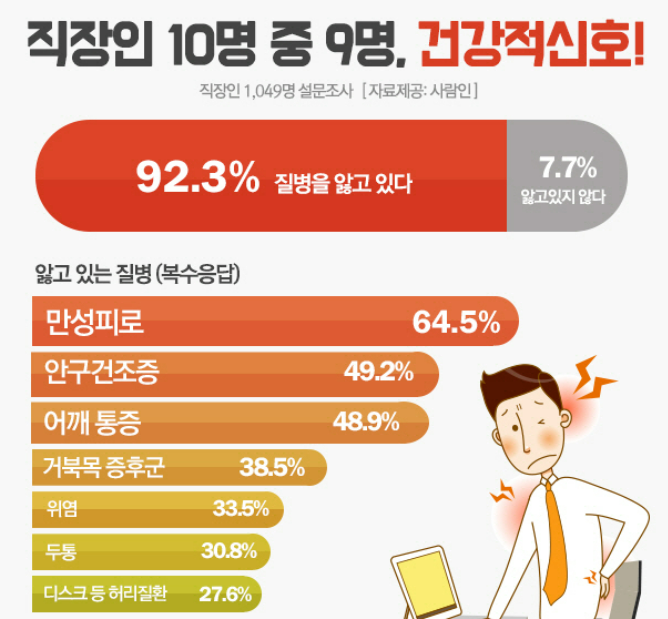 직장인 10명 중 9명, 건강적신호!
직장인 1,049명 설문조사 [ 자료제공: 사람인 ]
92.3% 질병을 앓고 있다
7.7%
앓고있지 않다
앓고 있는 질병 (복수응답)
만성피로 64.5%
안구건조증 49.2%
어깨 통증 48.9%
거북목 증후군 38.5%
위염 33.5%
두통 30.8%
디스크 등 허리질환 27.6%